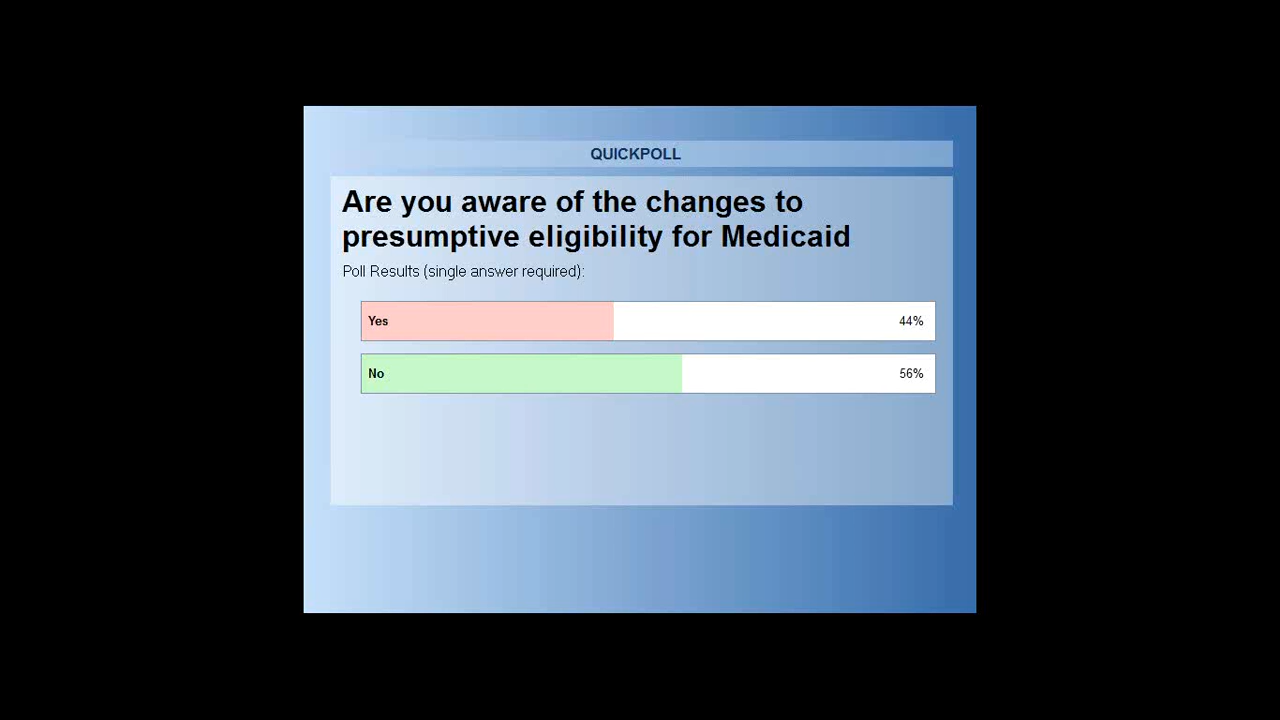 QUICKPOLL
Are you aware of the changes to
presumptive eligibility for Medicaid
Poll Results (single answer required):
Yes 44%
No 56%